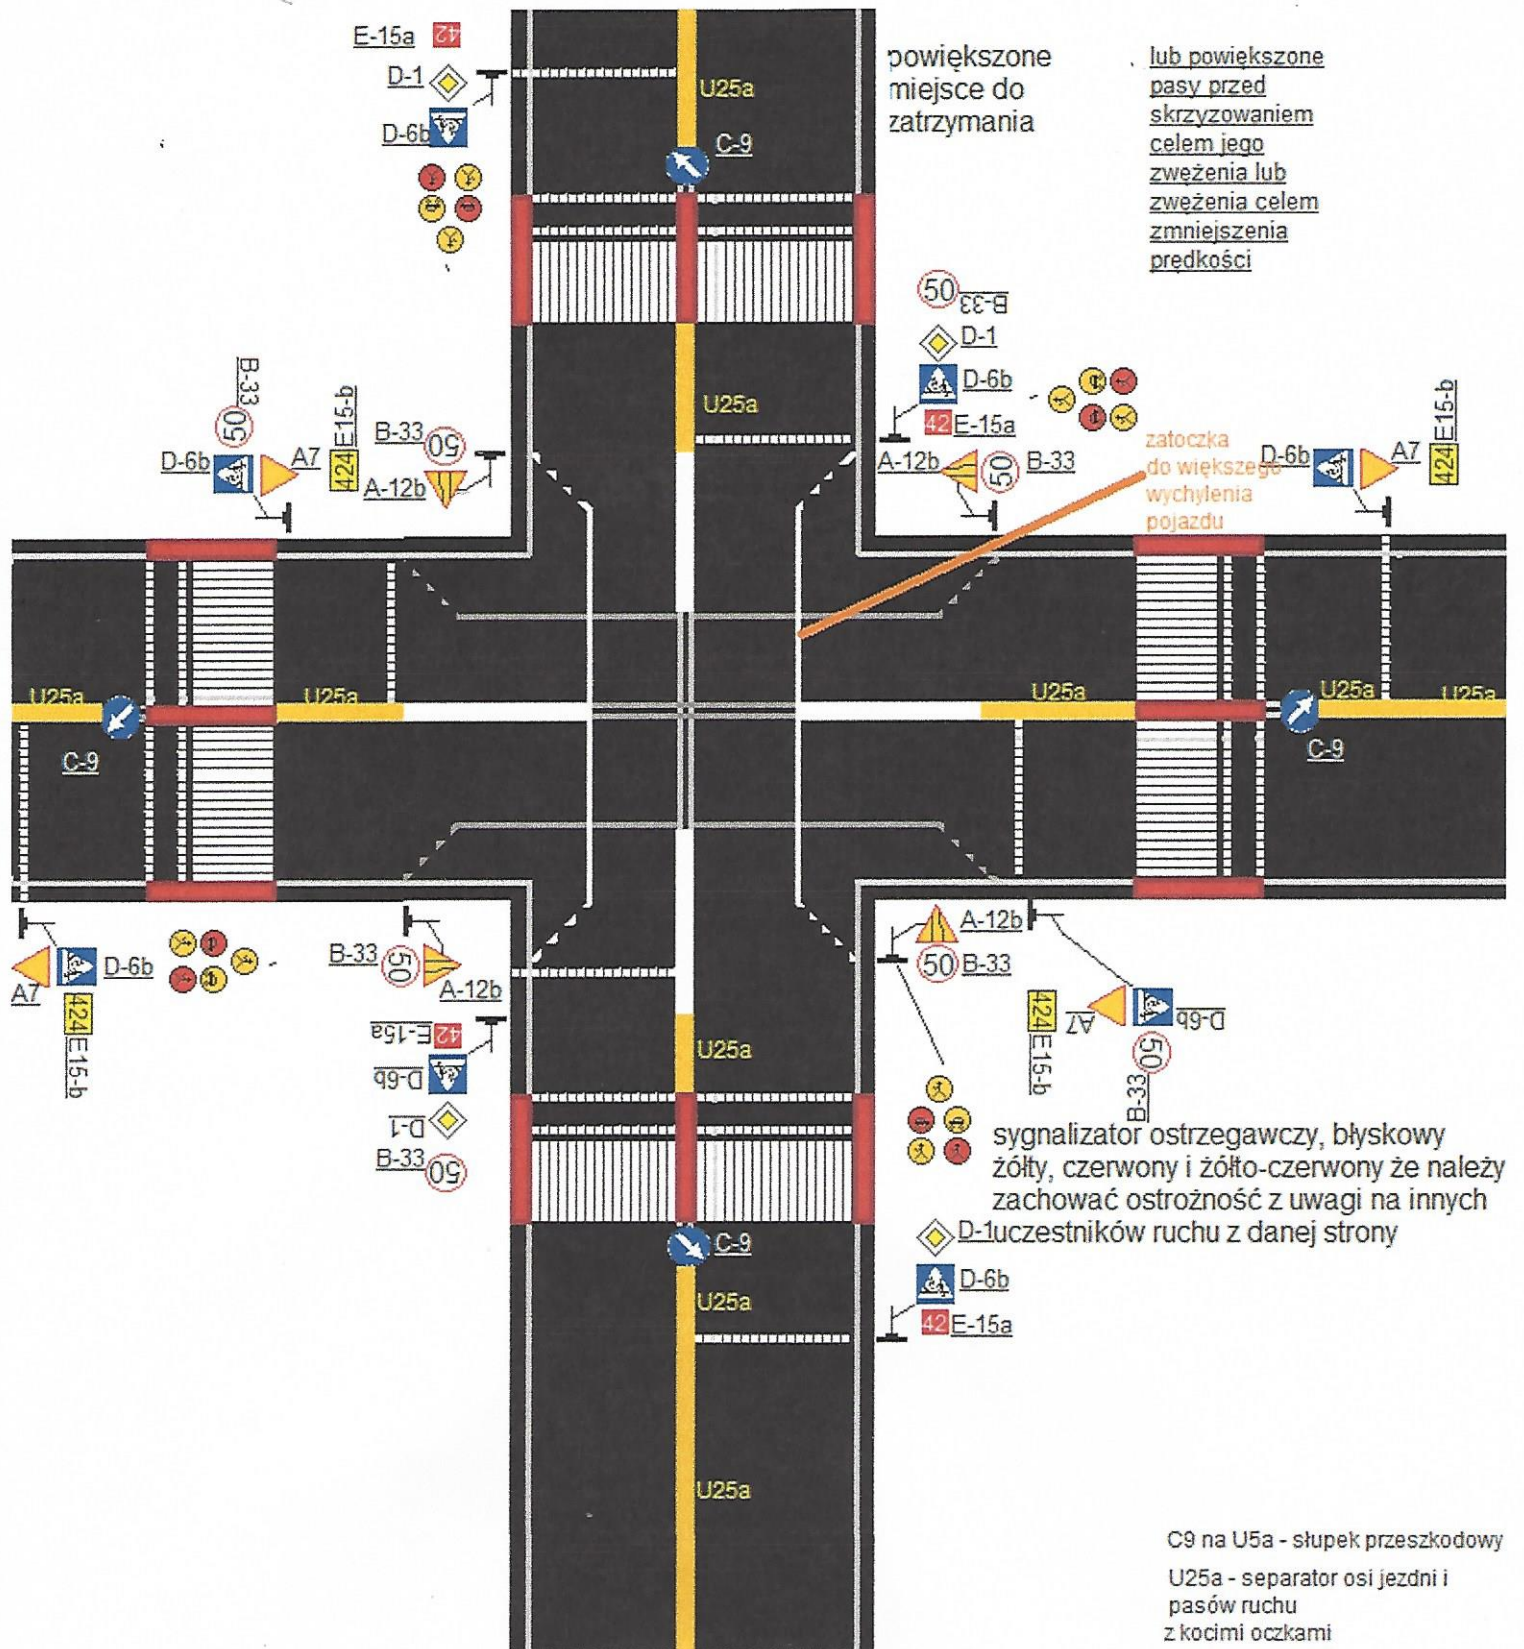 E-15a 42
D-1
D-6b
U25a
C-9
powiększone
miejsce do
zatrzymania
lub powiększone
pasy przed
skrzyzowaniem
celem jego
zwężenia lub
zwężenia celem
zmniejszenia
prędkości
50 B-33
D-1
D-6b
42 E-15a
U25a
B-33
50
D-6b
A7
424 E15-b
B-33 50
A-12b
A-12b
50 B-33
zatoczka
do większego
wychylenia
pojazdu
D-6b
A7
424 E15-b
U25a
U25a
C-9
U25a
U25a
U25a
C-9
A7
D-6b
424 E15-b
B-33 50
A-12b
E-15a 42
D-6b
D-1
B-33 50
U25a
A-12b
50 B-33
424 E15-b
A7
D-6b
50
B-33
sygnalizator ostrzegawczy, błyskowy
żółty, czerwony i żółto-czerwony że należy
zachować ostrożność z uwagi na innych
D-1 uczestników ruchu z danej strony
D-6b
42 E-15a
C-9
U25a
U25a
C9 na U5a - słupek przeszkodowy
U25a - separator osi jezdni i
pasów ruchu
z kocimi oczkami